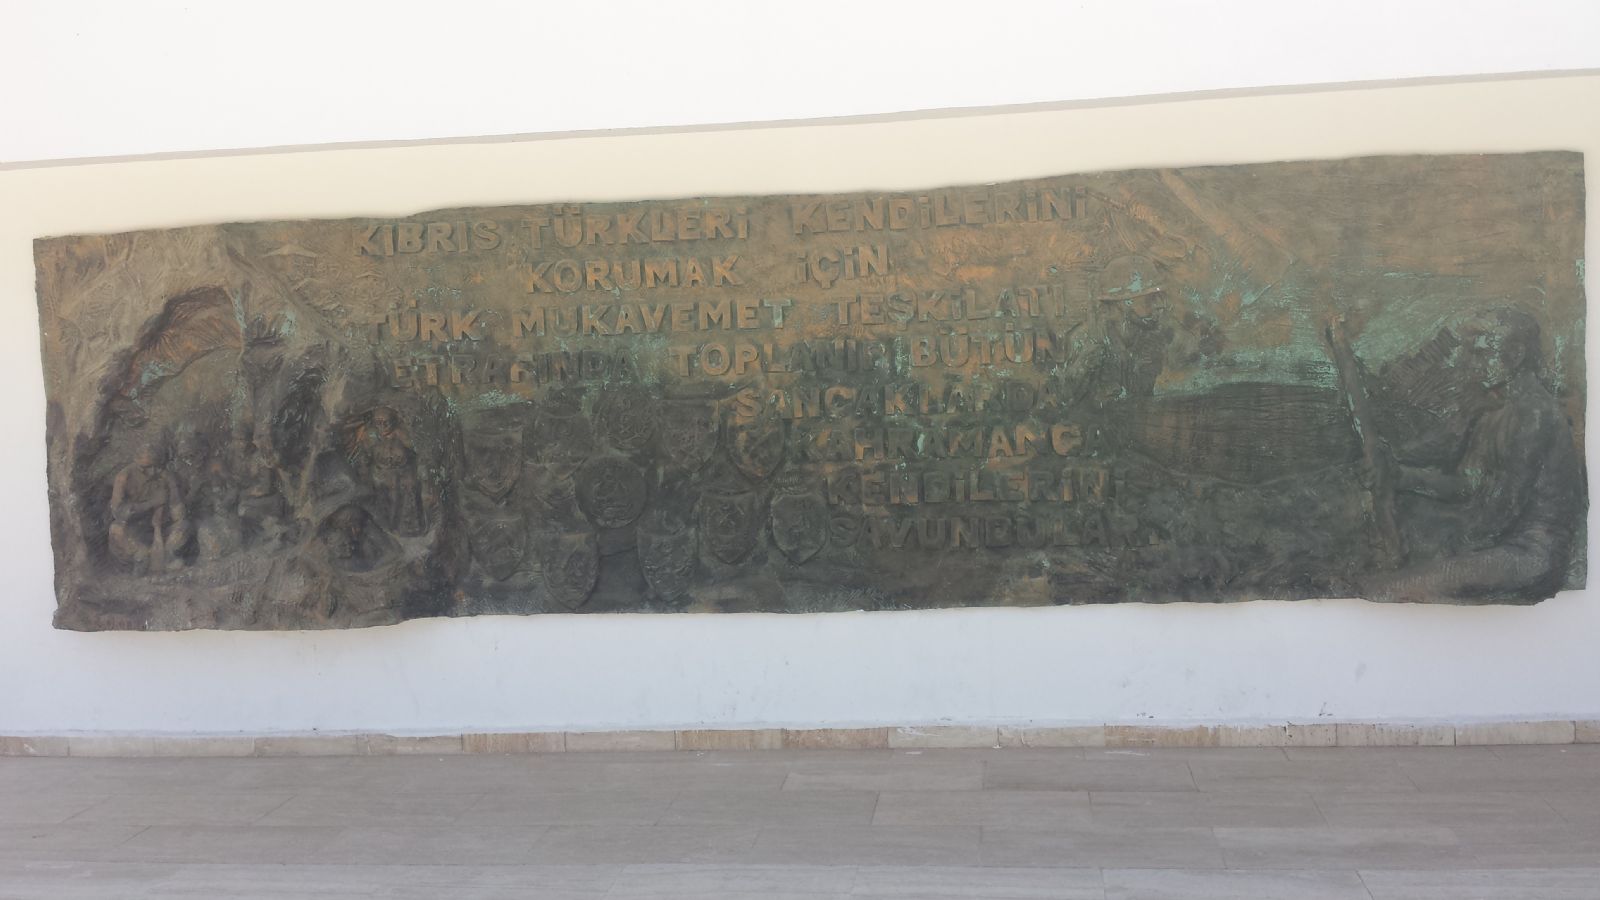 KIBRIS TÜRKLERİ KENDİLERİNİ
KORUMAK İÇİN
TÜRK MUKAVEMET TEŞKİLATI
ETRAFINDA TOPLANIP BÜTÜN
SANCAKLARDA
KAHRAMANCA
KENDİLERİNİ
SAVUNDULAR